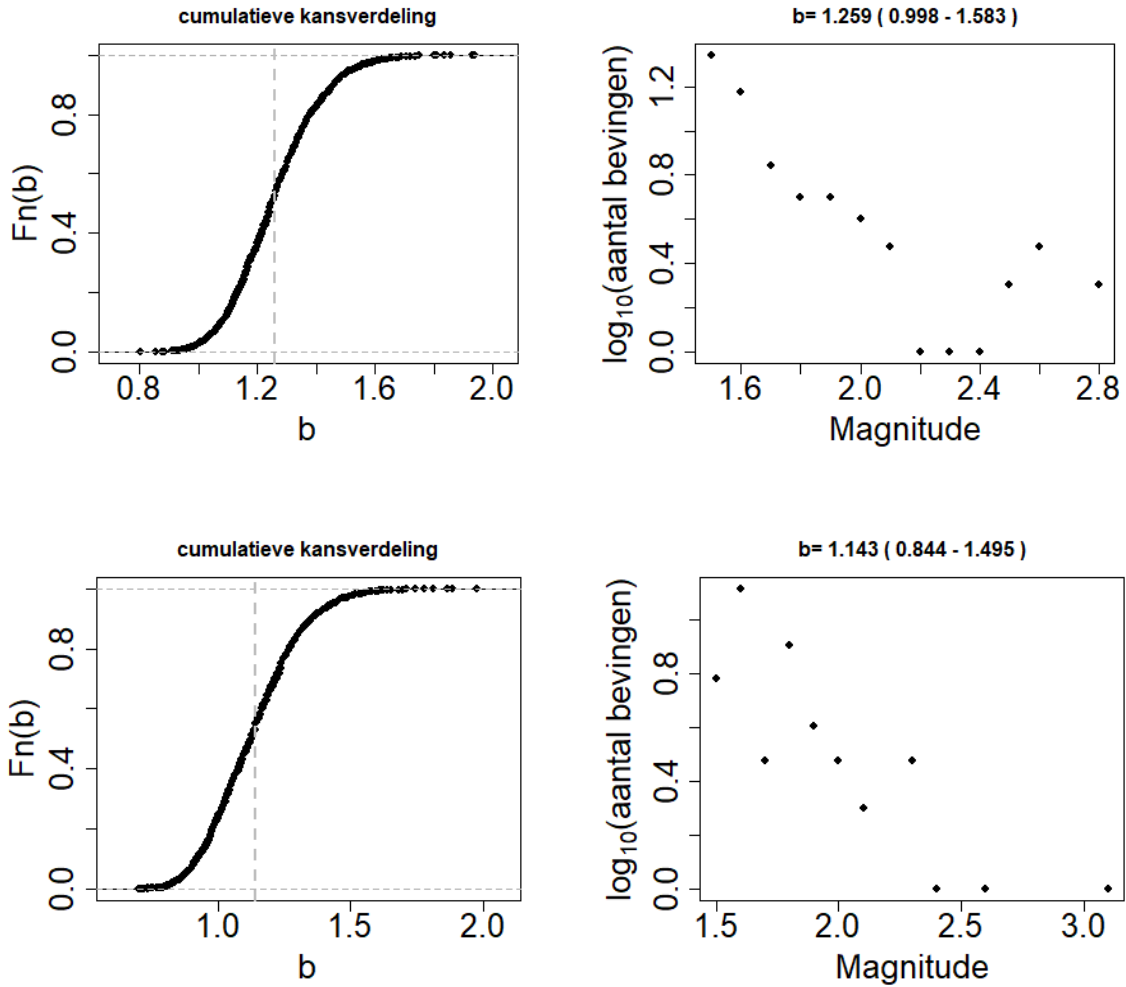 cumulatieve kansverdeling
Fn(b)
0.0 0.4 0.8
0.8 1.2 1.6 2.0
b
b= 1.259 ( 0.998 - 1.583 )
log10(aantal bevingen)
0.0 0.4 0.8 1.2
1.6 2.0 2.4 2.8
Magnitude
cumulatieve kansverdeling
Fn(b)
0.0 0.4 0.8
1.0 1.5 2.0
b
b= 1.143 ( 0.844 - 1.495 )
log10(aantal bevingen)
0.0 0.4 0.8
1.5 2.0 2.5 3.0
Magnitude